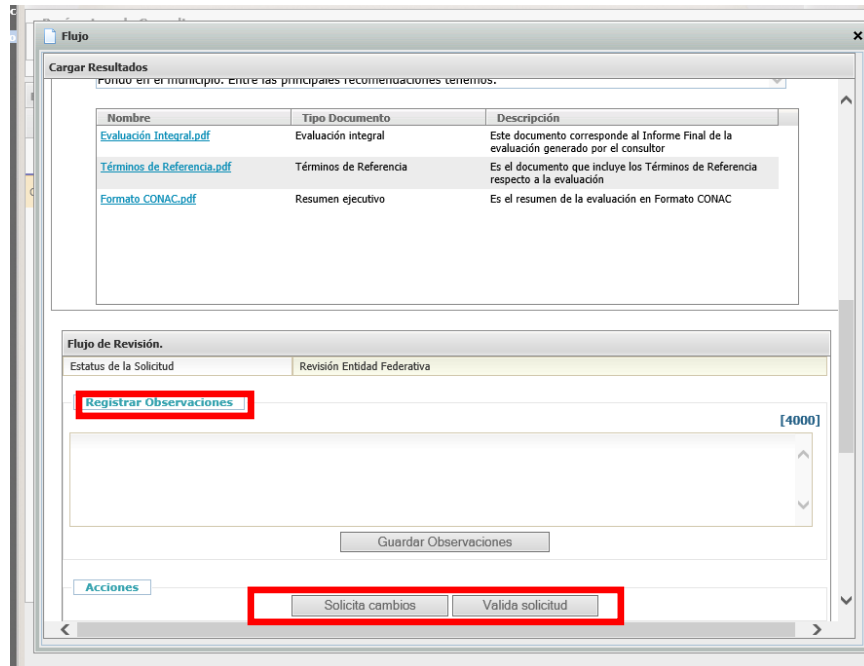 Flujo
Cargar Resultados
Fondo en el municipio. Entre las principales recomendaciones tenemos:
Nombre Tipo Documento Descripción
Evaluación Integral.pdf Evaluación integral Este documento corresponde al Informe Final de la
evaluación generado por el consultor
Términos de Referencia.pdf Términos de Referencia Es el documento que incluye los Términos de Referencia
respecto a la evaluación
Formato CONAC.pdf Resumen ejecutivo Es el resumen de la evaluación en Formato CONAC
Flujo de Revisión.
Estatus de la Solicitud Revisión Entidad Federativa
Registrar Observaciones
[4000]
Guardar Observaciones
Acciones
Solicita cambios Valida solicitud